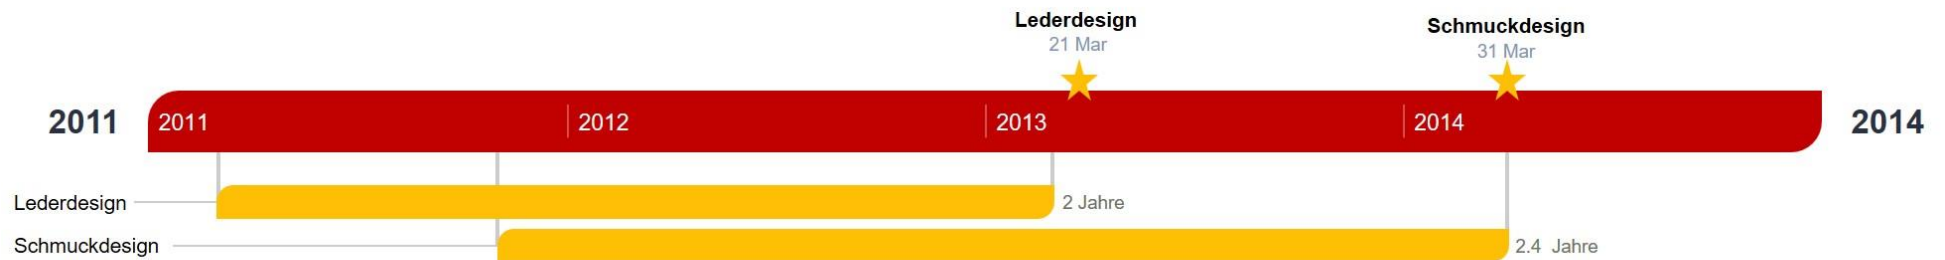 Lederdesign
21 Mar
Schmuckdesign
31 Mar
2011
2011
2012
2013
2014
2014
Lederdesign
2 Jahre
Schmuckdesign
2.4 Jahre